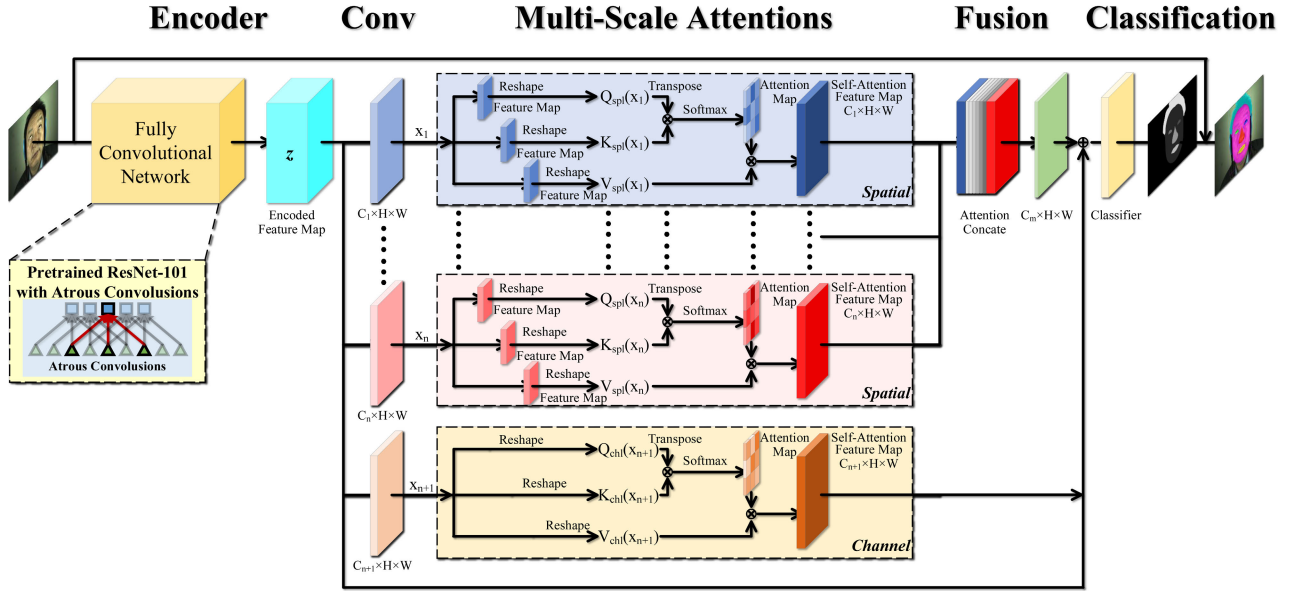 Encoder
Conv
Multi-Scale Attentions
Fusion
Classification
Fully
Convolutional
Network
z
Encoded
Feature Map
Pretrained ResNet-101
with Atrous Convolusions
Atrous Convolusions
C₁×H×W
x₁
Reshape
Feature Map
Reshape
Feature Map
Reshape
Feature Map
Qspl(x₁)
Kspl(x₁)
Vspl(x₁)
Transpose
Softmax
Attention
Map
Self-Attention
Feature Map
C₁×H×W
Spatial
Cₙ×H×W
xₙ
Reshape
Feature Map
Reshape
Feature Map
Reshape
Feature Map
Qspl(xₙ)
Kspl(xₙ)
Vspl(xₙ)
Transpose
Softmax
Attention
Map
Self-Attention
Feature Map
Cₙ×H×W
Spatial
Cₙ₊₁×H×W
xₙ₊₁
Reshape
Reshape
Reshape
Qchl(xₙ₊₁)
Kchl(xₙ₊₁)
Vchl(xₙ₊₁)
Transpose
Softmax
Attention
Map
Self-Attention
Feature Map
Cₙ₊₁×H×W
Channel
Attention
Concate
Cₘ×H×W
Classifier